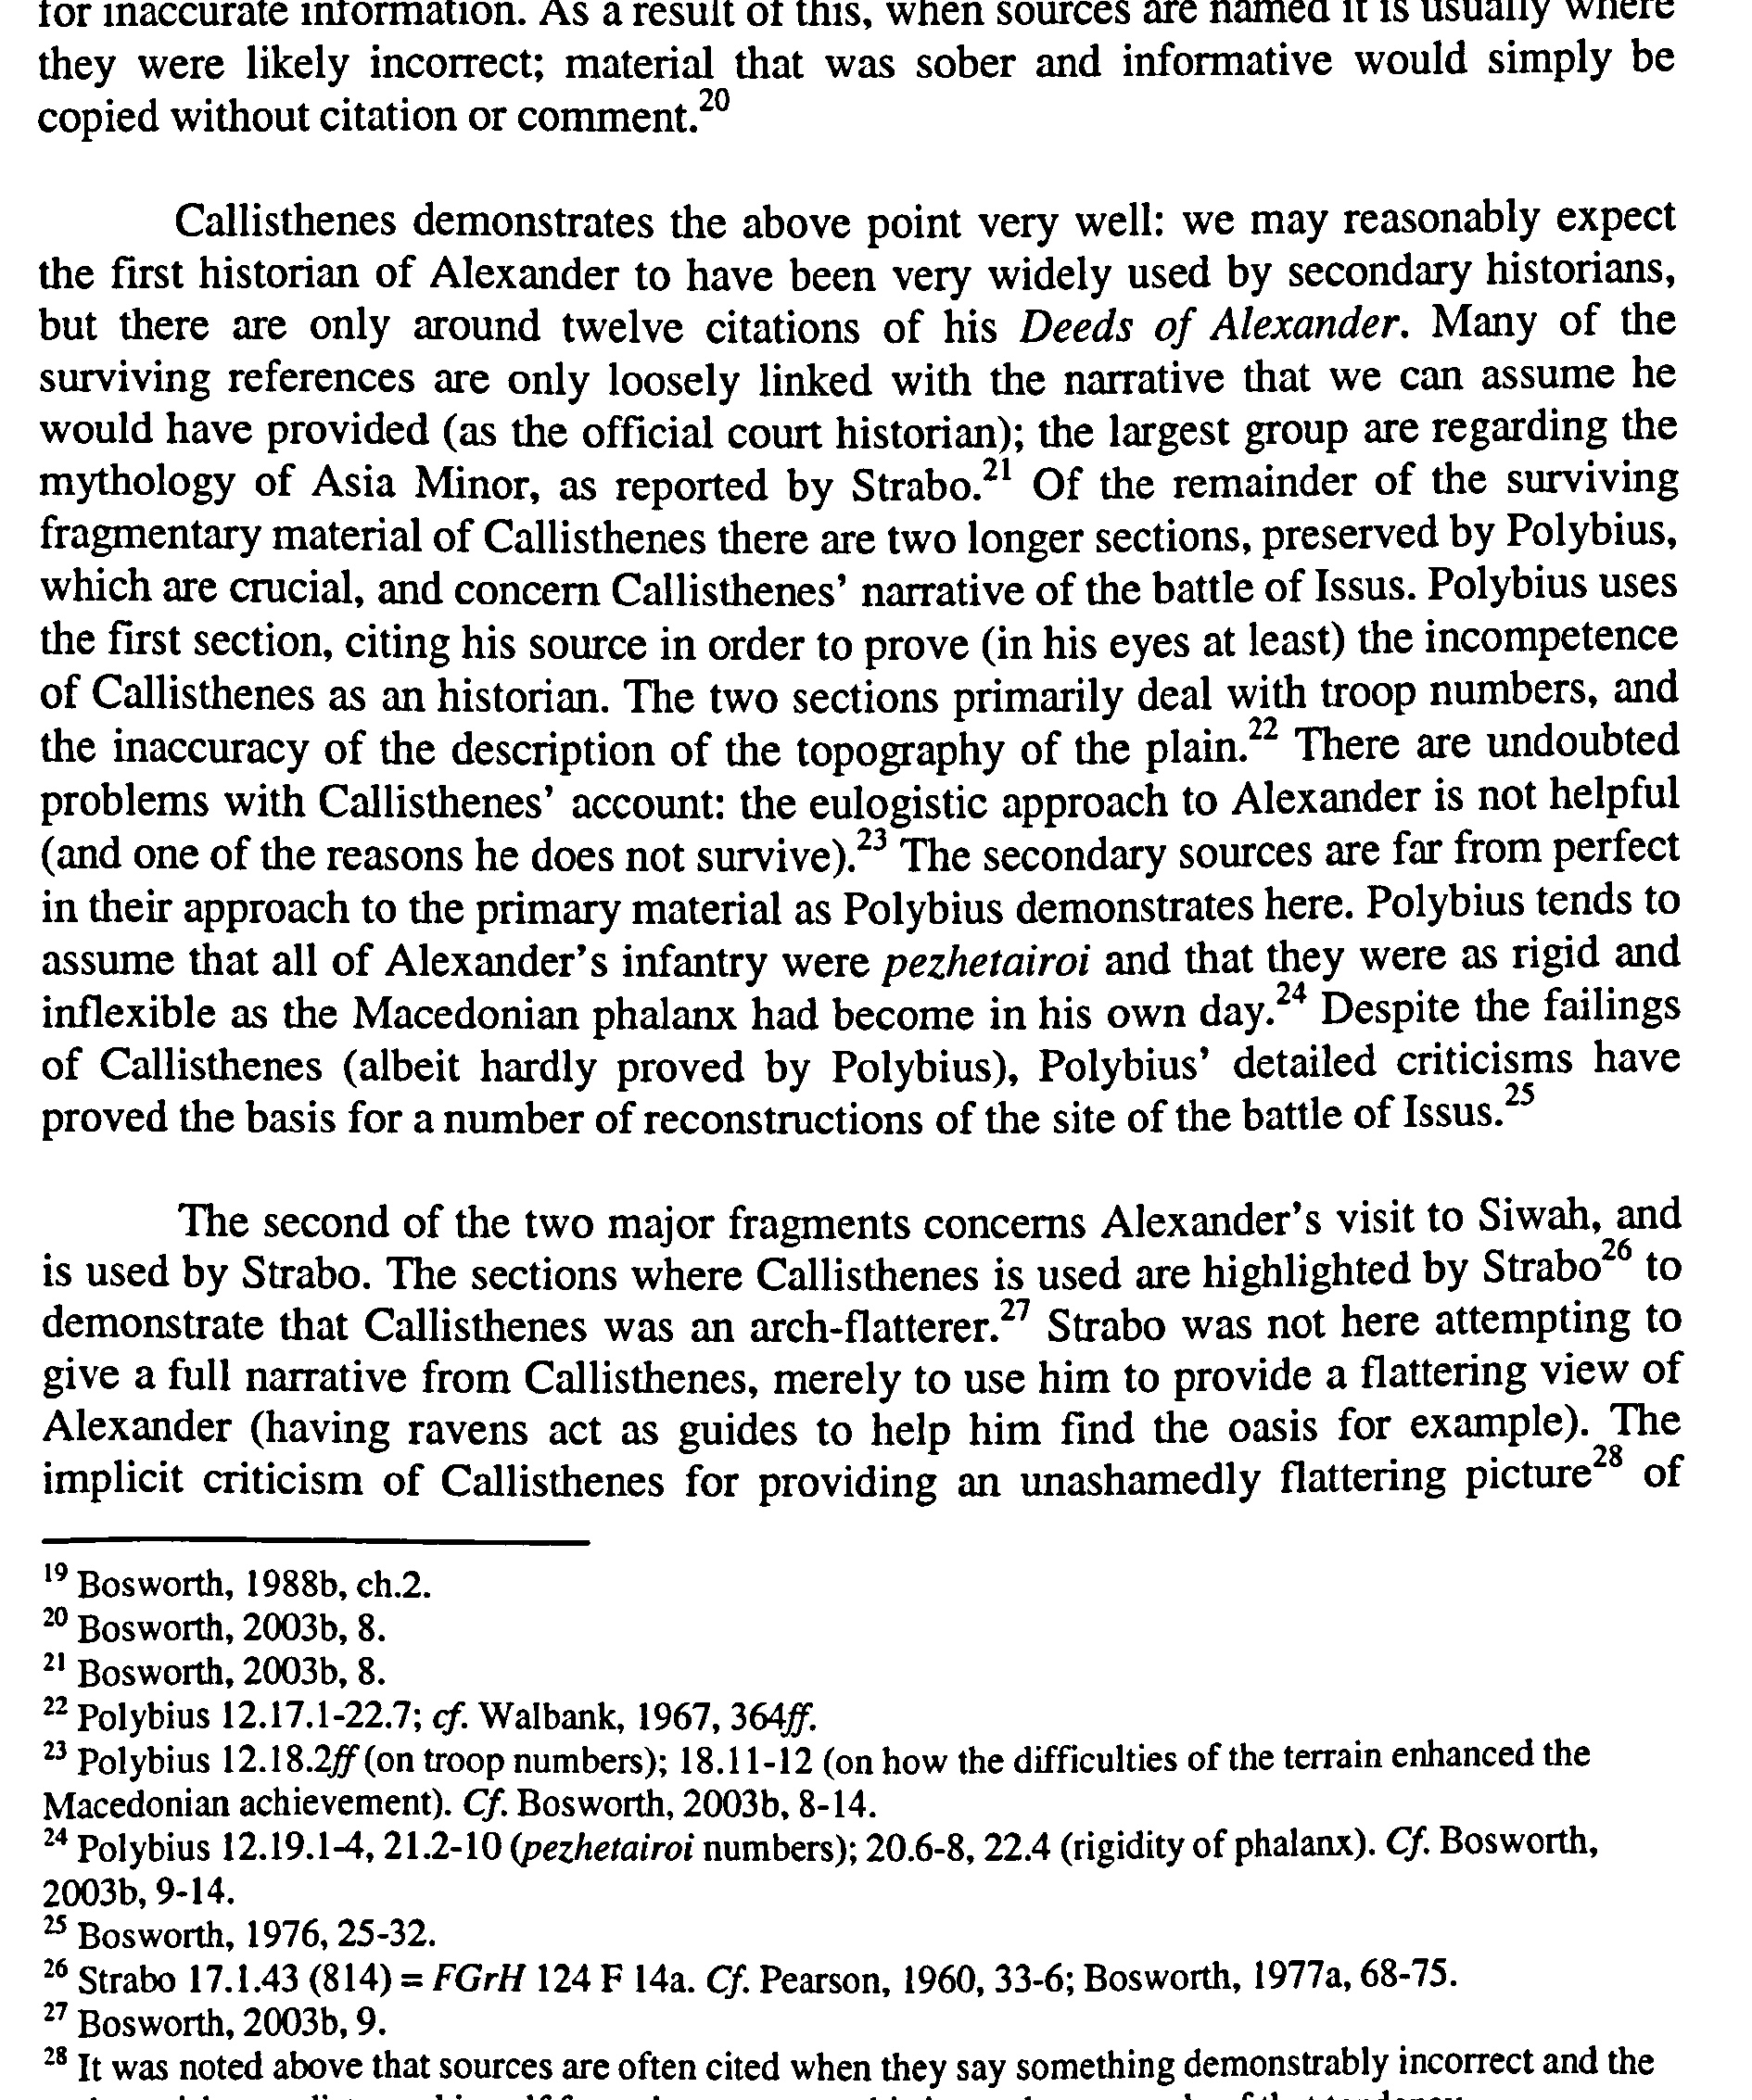 for inaccurate information. As a result of this, when sources are named it is usually where
they were likely incorrect; material that was sober and informative would simply be
copied without citation or comment.20
Callisthenes demonstrates the above point very well: we may reasonably expect
the first historian of Alexander to have been very widely used by secondary historians,
but there are only around twelve citations of his Deeds of Alexander. Many of the
surviving references are only loosely linked with the narrative that we can assume he
would have provided (as the official court historian); the largest group are regarding the
mythology of Asia Minor, as reported by Strabo.21 Of the remainder of the surviving
fragmentary material of Callisthenes there are two longer sections, preserved by Polybius,
which are crucial, and concern Callisthenes' narrative of the battle of Issus. Polybius uses
the first section, citing his source in order to prove (in his eyes at least) the incompetence
of Callisthenes as an historian. The two sections primarily deal with troop numbers, and
the inaccuracy of the description of the topography of the plain.22 There are undoubted
problems with Callisthenes' account: the eulogistic approach to Alexander is not helpful
(and one of the reasons he does not survive).23 The secondary sources are far from perfect
in their approach to the primary material as Polybius demonstrates here. Polybius tends to
assume that all of Alexander's infantry were pezhetairoi and that they were as rigid and
inflexible as the Macedonian phalanx had become in his own day.24 Despite the failings
of Callisthenes (albeit hardly proved by Polybius), Polybius' detailed criticisms have
proved the basis for a number of reconstructions of the site of the battle of Issus.25
The second of the two major fragments concerns Alexander's visit to Siwah, and
is used by Strabo. The sections where Callisthenes is used are highlighted by Strabo26 to
demonstrate that Callisthenes was an arch-flatterer.27 Strabo was not here attempting to
give a full narrative from Callisthenes, merely to use him to provide a flattering view of
Alexander (having ravens act as guides to help him find the oasis for example). The
implicit criticism of Callisthenes for providing an unashamedly flattering picture28 of
19 Bosworth, 1988b, ch.2.
20 Bosworth, 2003b, 8.
21 Bosworth, 2003b, 8.
22 Polybius 12.17.1-22.7; cf. Walbank, 1967, 364ff.
23 Polybius 12.18.2ff (on troop numbers); 18.11-12 (on how the difficulties of the terrain enhanced the
Macedonian achievement). Cf. Bosworth, 2003b, 8-14.
24 Polybius 12.19.1-4, 21.2-10 (pezhetairoi numbers); 20.6-8, 22.4 (rigidity of phalanx). Cf. Bosworth,
2003b, 9-14.
25 Bosworth, 1976, 25-32.
26 Strabo 17.1.43 (814) = FGrH 124 F 14a. Cf. Pearson, 1960, 33-6; Bosworth, 1977a, 68-75.
27 Bosworth, 2003b, 9.
28 It was noted above that sources are often cited when they say something demonstrably incorrect and the